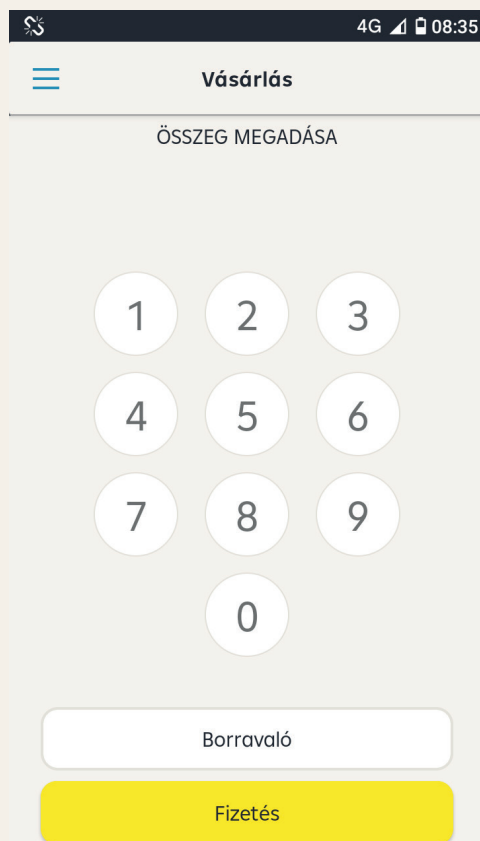 4G 08:35
Vásárlás
ÖSSZEG MEGADÁSA
1 2 3
4 5 6
7 8 9
0
Borravaló
Fizetés